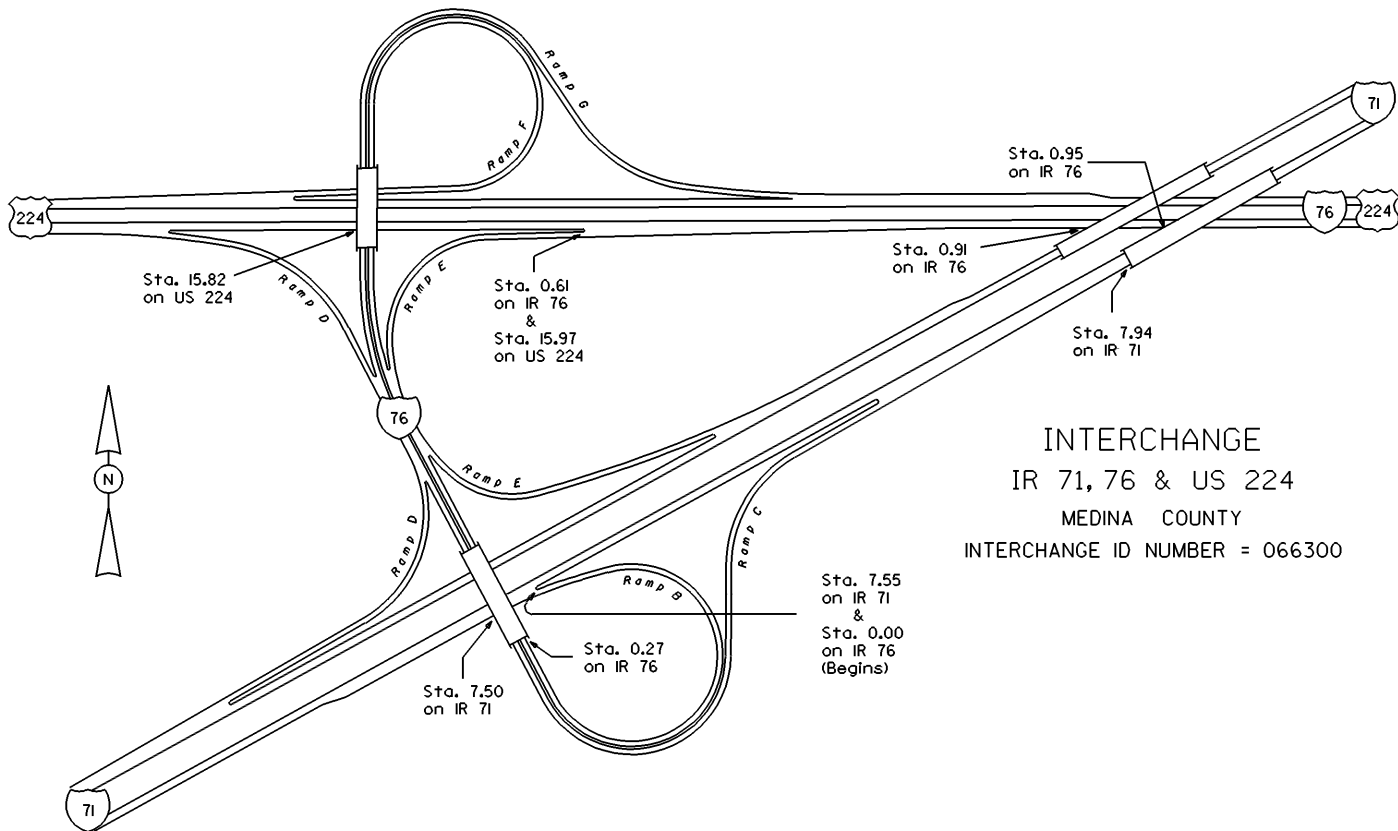 Ramp G
71
Ramp F
Sta. 0.95
on IR 76
224
76
224
Sta. 15.82
on US 224
Ramp D
Ramp E
Sta. 0.61
on IR 76
&
Sta. 15.97
on US 224
Sta. 0.91
on IR 76
Sta. 7.94
on IR 71
76
N
Ramp E
Ramp D
Ramp C
INTERCHANGE
IR 71, 76 & US 224
MEDINA COUNTY
INTERCHANGE ID NUMBER = 066300
Ramp B
Sta. 7.55
on IR 71
&
Sta. 0.00
on IR 76
(Begins)
Sta. 0.27
on IR 76
Sta. 7.50
on IR 71
71